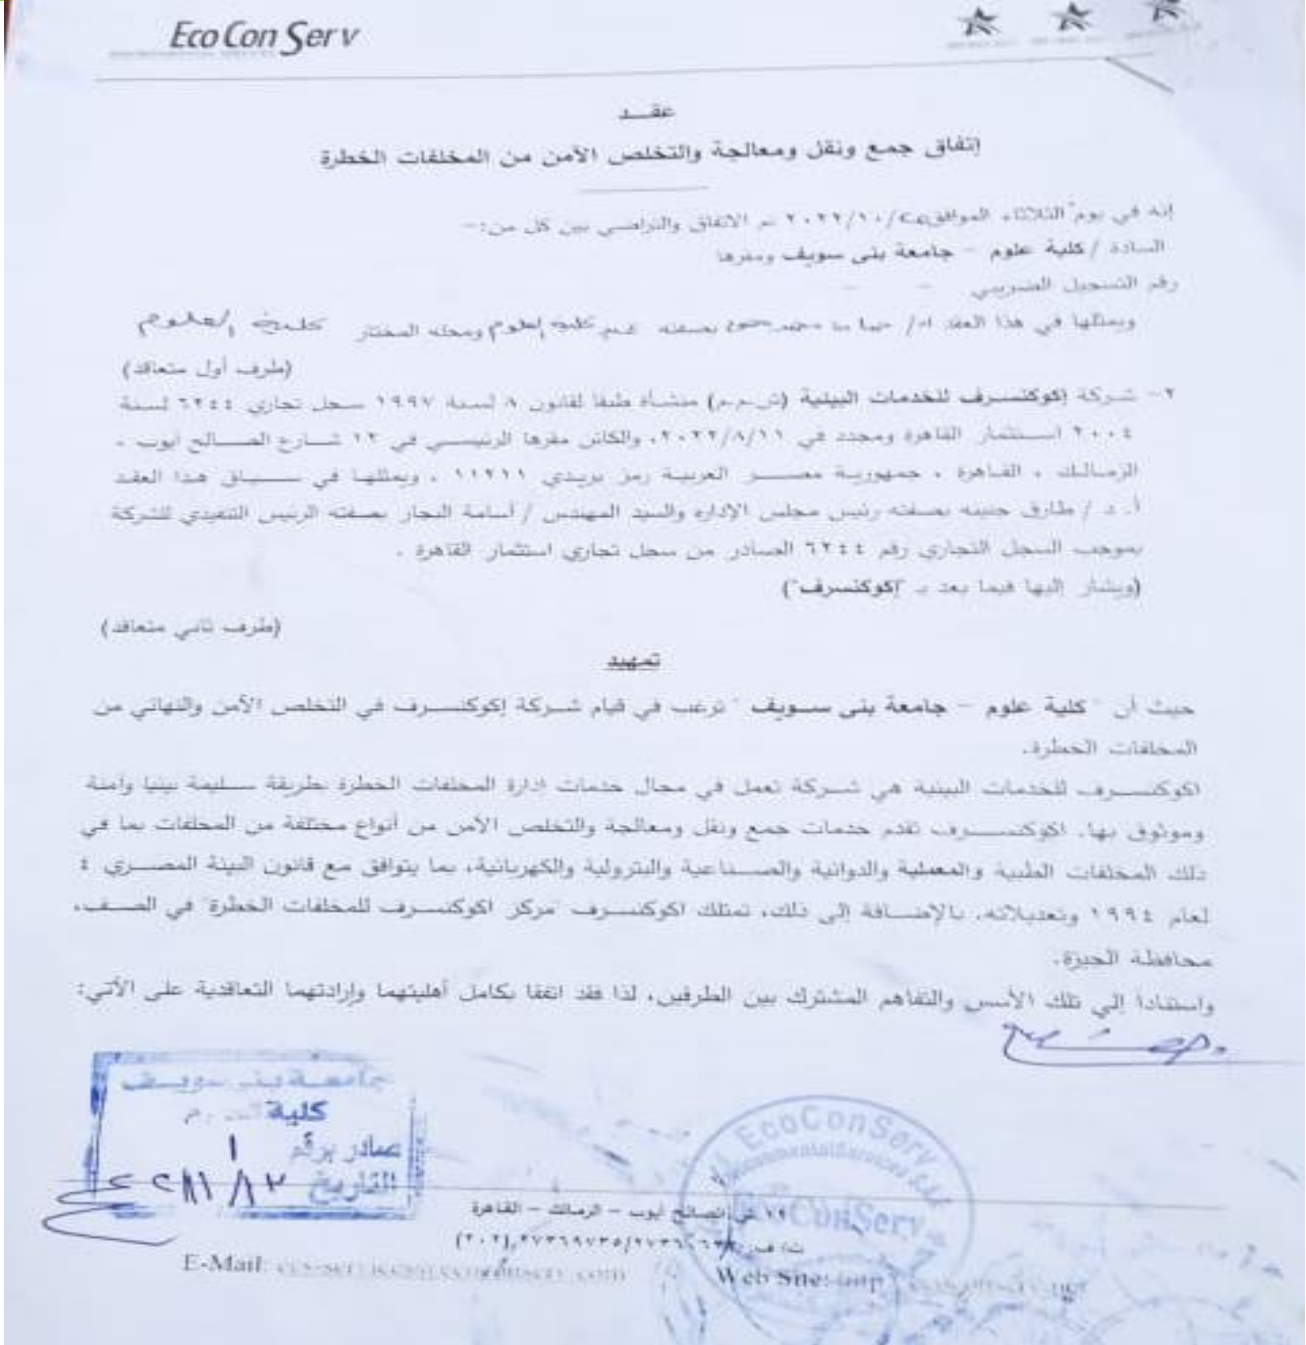 Eco Con Serv
عقــد
إتفاق جمع ونقل ومعالجة والتخلص الآمن من المخلفات الخطرة
إنه في يوم الثلاثاء الموافق /٢٠٢٢/١٠ تم الاتفاق والتراضي بين كل من:-
السادة / كلية علوم - جامعة بنى سويف ومقرها
رقم التسجيل الضريبي - -
ويمثلها في هذا العقد ا.د/ بصفته كلية العلوم ومحله المختار كلية العلوم
(طرف أول متعاقد)
٢- شركة إكوكنسرف للخدمات البيئية (ش.م.م) منشأة طبقا لقانون ٨ لسنة ١٩٩٧ سجل تجاري ٦٢٤٤ لسنة
٢٠٠٤ استثمار القاهرة ومجدد في ٢٠٢٢/٨/١١، والكائن مقرها الرئيسي في ١٢ شارع الصالح أيوب ،
الزمالك ، القاهرة ، جمهورية مصر العربية رمز بريدي ١١٢١١ ، ويمثلها في سياق هذا العقد
أ. د / طارق جنينه بصفته رئيس مجلس الإداره والسيد المهندس / أسامة النجار بصفته الرئيس التنفيدي للشركة
بموجب السجل التجاري رقم ٦٢٤٤ الصادر من سجل تجاري استثمار القاهرة .
(ويشار إليها فيما بعد بـ "إكوكنسرف")
(طرف ثاني متعاقد)
تمهيد
حيث أن " كلية علوم - جامعة بنى سويف " ترغب في قيام شركة إكوكنسرف في التخلص الآمن والنهائي من
المخلفات الخطرة.
اكوكنسرف للخدمات البيئية هي شركة تعمل في مجال خدمات ادارة المخلفات الخطرة بطريقة سليمة بيئيا وآمنة
وموثوق بها. اكوكنسرف تقدم خدمات جمع ونقل ومعالجة والتخلص الآمن من أنواع مختلفة من المخلفات بما في
ذلك المخلفات الطبية والمعملية والدوائية والصناعية والبترولية والكهربائية، بما يتوافق مع قانون البيئة المصري ٤
لعام ١٩٩٤ وتعديلاته. بالإضافة إلى ذلك، تمتلك اكوكنسرف "مركز اكوكنسرف للمخلفات الخطرة" في الصف،
محافظة الجيزة.
واستنادا إلي تلك الأسس والتفاهم المشترك بين الطرفين، لذا فقد اتفقا بكامل أهليتهما وإرادتهما التعاقدية على الآتي:
جامعة بنى سويف
كلية
صادر برقم ١
التاريخ
EcoConServ
Environmental Services
EcoConServ
ش الصالح أيوب - الزمالك - القاهرة
E-Mail:
Web Site: